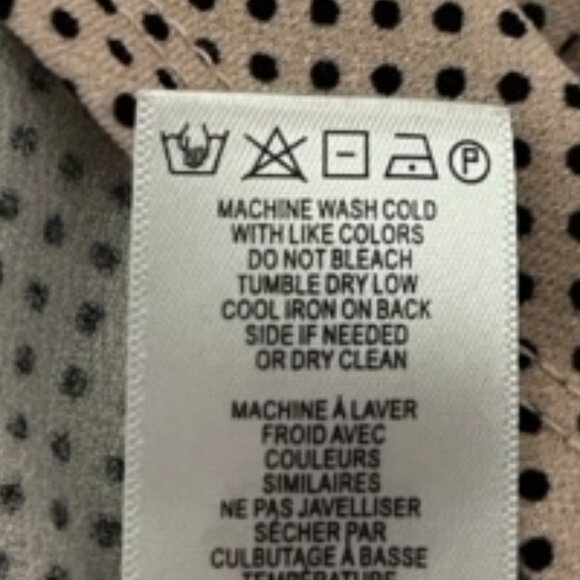 P
MACHINE WASH COLD
WITH LIKE COLORS
DO NOT BLEACH
TUMBLE DRY LOW
COOL IRON ON BACK
SIDE IF NEEDED
OR DRY CLEAN
MACHINE À LAVER
FROID AVEC
COULEURS
SIMILAIRES
NE PAS JAVELLISER
SÉCHER PAR
CULBUTAGE À BASSE
TEMPÉRATURE